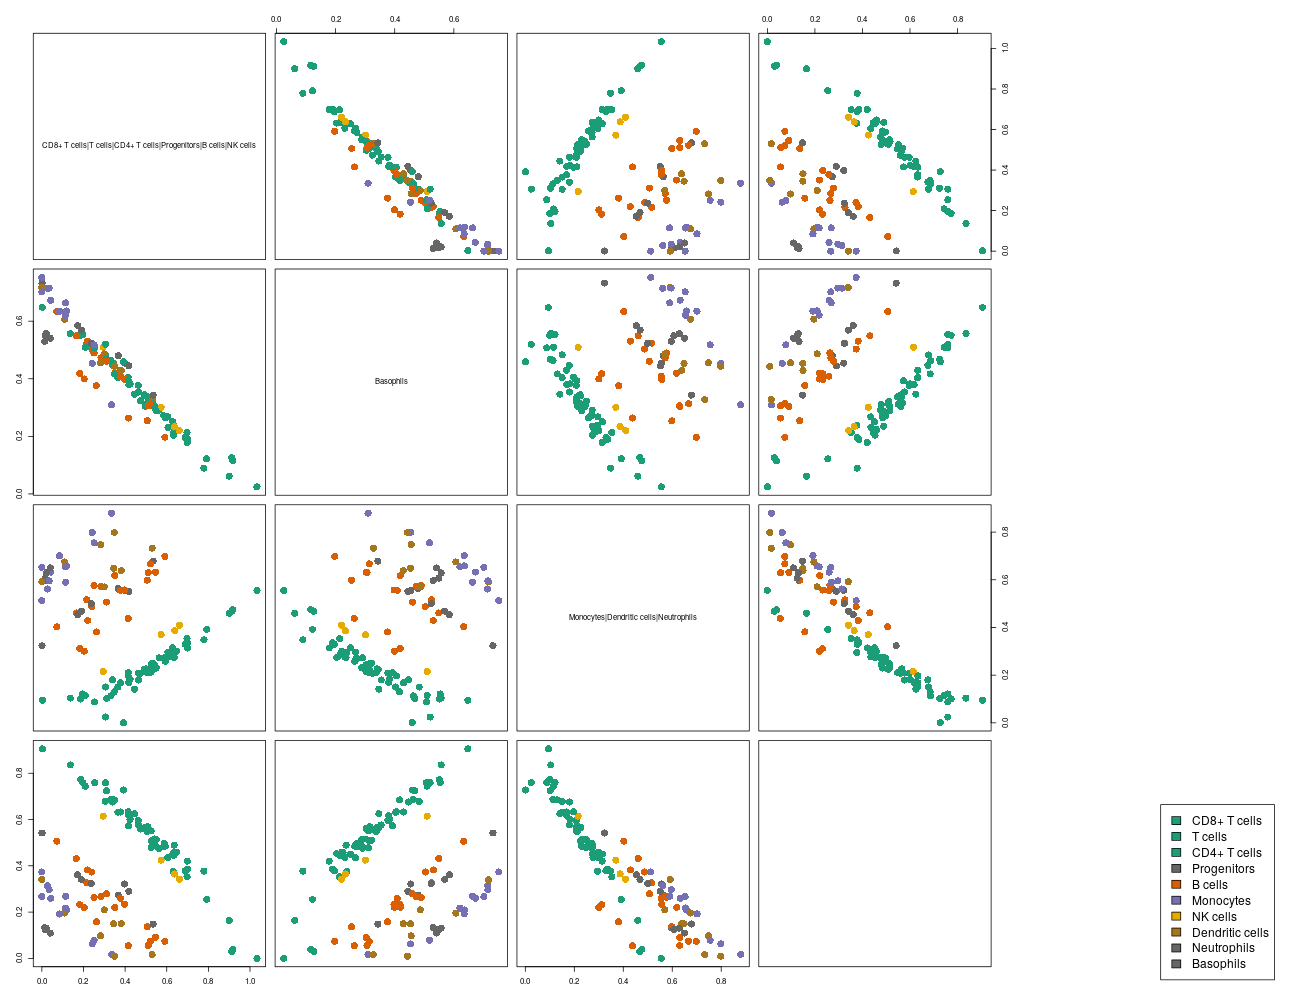 0.0 0.2 0.4 0.6
0.0 0.2 0.4 0.6 0.8
CD8+ T cells|T cells|CD4+ T cells|Progenitors|B cells|NK cells
0.0 0.2 0.4 0.6 0.8 1.0
Basophils
0.0 0.2 0.4 0.6
Monocytes|Dendritic cells|Neutrophils
0.0 0.2 0.4 0.6 0.8
0.0 0.2 0.4 0.6 0.8
0.0 0.2 0.4 0.6 0.8 1.0
0.0 0.2 0.4 0.6 0.8
CD8+ T cells
T cells
CD4+ T cells
Progenitors
B cells
Monocytes
NK cells
Dendritic cells
Neutrophils
Basophils